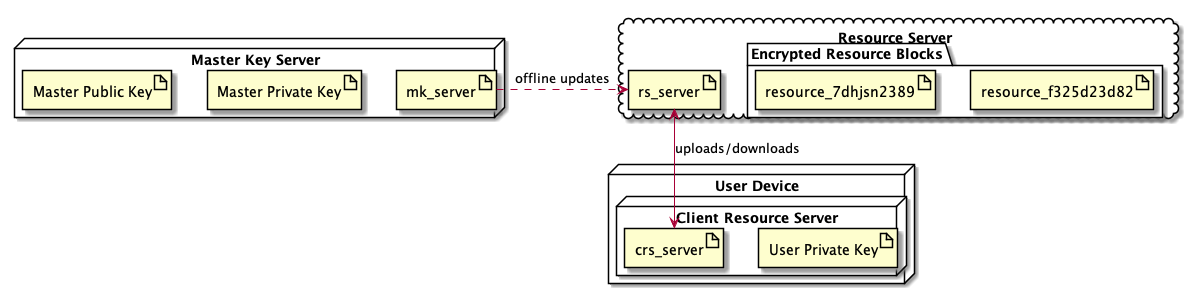 Master Key Server
Master Public Key
Master Private Key
mk_server
offline updates
Resource Server
rs_server
Encrypted Resource Blocks
resource_7dhjsn2389
resource_f325d23d82
uploads/downloads
User Device
Client Resource Server
crs_server
User Private Key